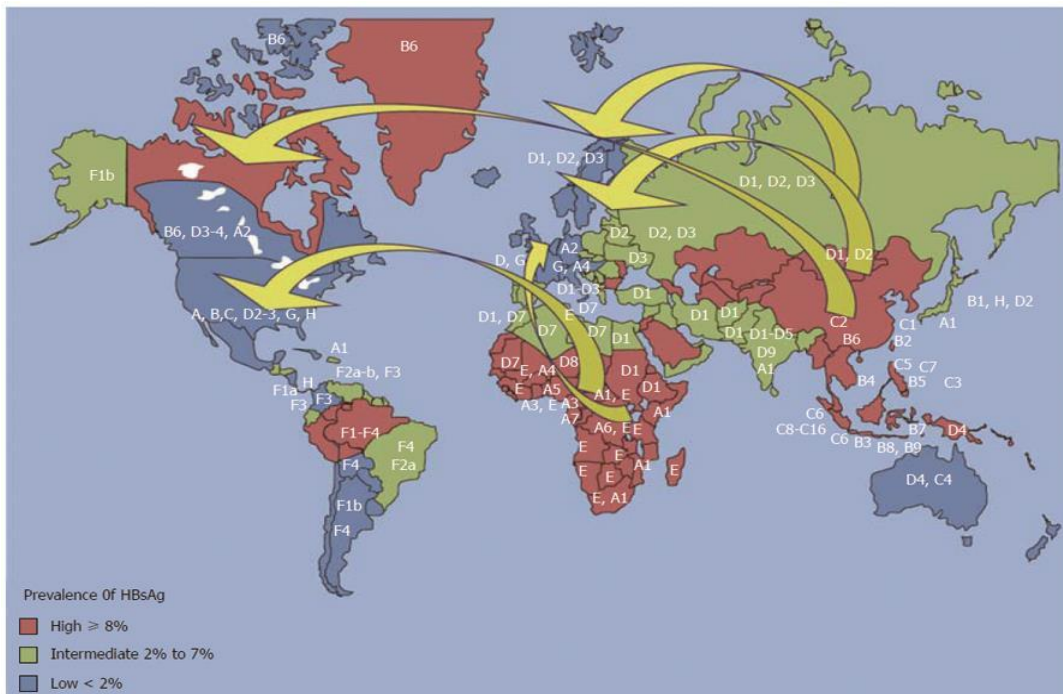 B6
B6
F1b
D1, D2, D3
D1, D2, D3
B6, D3-4, A2
D2
D2, D3
A2
D3
D, G
G, A4
D1, D2
D1-D3
D1
B1, H, D2
A, B,C, D2-3, G, H
D1, D7
E
D7
D7
D7
D1
D1
D1
D1
D1-D5
D9
A1
C2
B6
C1
B2
A1
A1
F2a-b, F3
H
F1a
F3
F3
D7
E, A4
D8
D1
E
A5
A3, E
A3
A7
A1, E
D1
A1
A6, E
E
B4
C5
C7
B5
C3
C6
C8-C16
C6
B3
B7
B8, B9
D4
F1-F4
F4
F2a
F4
F1b
F4
E
E
E
E
A1
E
E, A1
E
D4, C4
Prevalence 0f HBsAg
High ≥ 8%
Intermediate 2% to 7%
Low < 2%